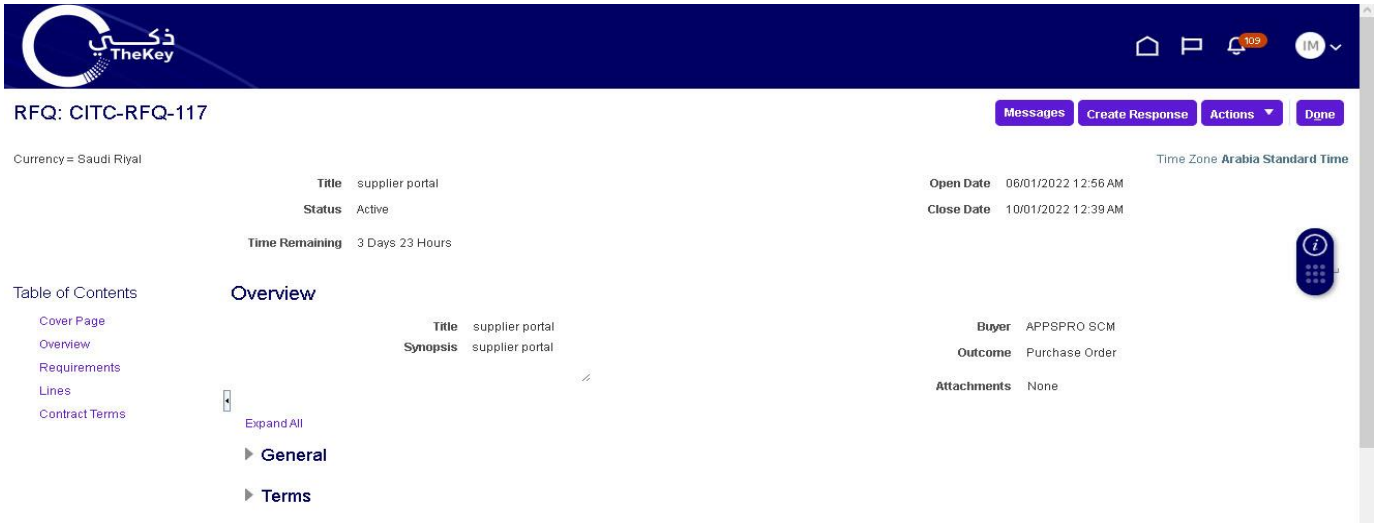 ذكي
TheKey
109
IM
RFQ: CITC-RFQ-117
Messages Create Response Actions Done
Currency = Saudi Riyal
Time Zone Arabia Standard Time
Title supplier portal
Open Date 06/01/2022 12:56 AM
Status Active
Close Date 10/01/2022 12:39 AM
Time Remaining 3 Days 23 Hours
Table of Contents
Cover Page
Overview
Requirements
Lines
Contract Terms
Overview
Title supplier portal
Buyer APPSPRO SCM
Synopsis supplier portal
Outcome Purchase Order
Attachments None
Expand All
General
Terms